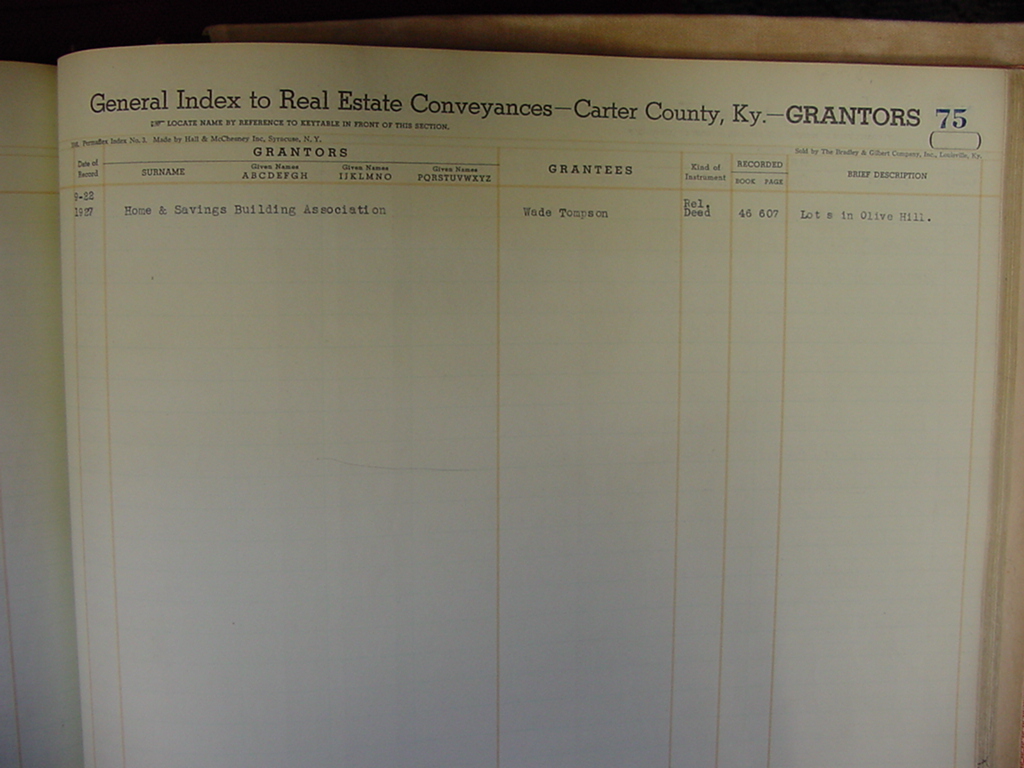 General Index to Real Estate Conveyances—Carter County, Ky.—GRANTORS 75
LOCATE NAME BY REFERENCE TO KEYTABLE IN FRONT OF THIS SECTION.
Permaflex Index No. 3. Made by Hall & McChesney Inc, Syracuse, N. Y.
Sold by The Bradley & Gilbert Company, Inc., Louisville, Ky.
Date of Record
GRANTORS
SURNAME
Given Names ABCDEFGH
Given Names IJKLMNO
Given Names PQRSTUVWXYZ
GRANTEES
Kind of Instrument
RECORDED
BOOK PAGE
BRIEF DESCRIPTION
9-22
1927 Home & Savings Building Association Wade Tompson Rel. Deed 46 607 Lot s in Olive Hill.